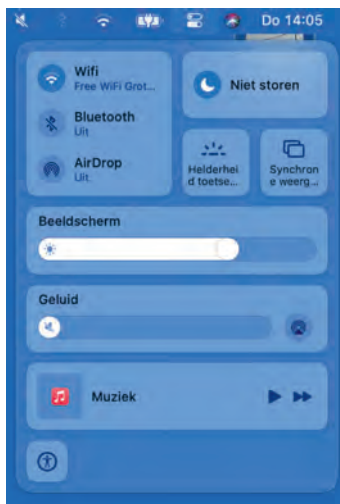 Do 14:05
Wifi
Free WiFi Grot...
Niet storen
Bluetooth
Uit
AirDrop
Uit
Helderhei
d toetse...
Synchron
e weerg...
Beeldscherm
Geluid
Muziek